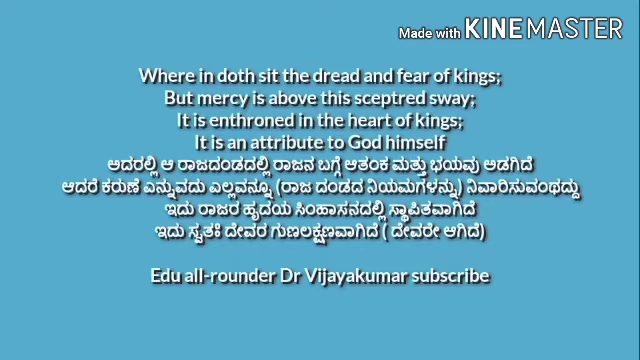 Made with KINEMASTER
Where in doth sit the dread and fear of kings;
But mercy is above this sceptred sway;
It is enthroned in the heart of kings;
It is an attribute to God himself
ಅದರಲ್ಲಿ ಆ ರಾಜದಂಡದಲ್ಲಿ ರಾಜನ ಬಗ್ಗೆ ಆತಂಕ ಮತ್ತು ಭಯವು ಅಡಗಿದೆ
ಆದರೆ ಕರುಣೆ ಎನ್ನುವದು ಎಲ್ಲವನ್ನೂ (ರಾಜ ದಂಡದ ನಿಯಮಗಳನ್ನು) ನಿವಾರಿಸುವಂಥದ್ದು
ಇದು ರಾಜರ ಹೃದಯ ಸಿಂಹಾಸನದಲ್ಲಿ ಸ್ಥಾಪಿತವಾಗಿದೆ
ಇದು ಸ್ವತಃ ದೇವರ ಗುಣಲಕ್ಷಣವಾಗಿದೆ ( ದೇವರೇ ಆಗಿದೆ)
Edu all-rounder Dr Vijayakumar subscribe